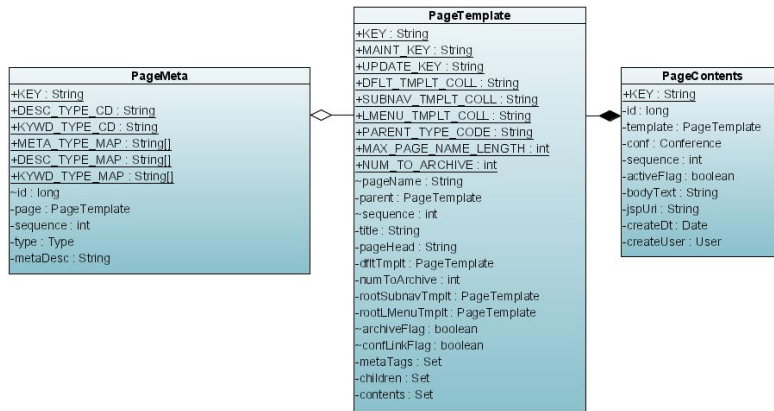 PageMeta
+KEY : String
+DESC_TYPE_CD : String
+KYWD_TYPE_CD : String
+META_TYPE_MAP : String[]
+DESC_TYPE_MAP : String[]
+KYWD_TYPE_MAP : String[]
~id : long
-page : PageTemplate
-sequence : int
-type : Type
-metaDesc : String
PageTemplate
+KEY : String
+MAINT_KEY : String
+UPDATE_KEY : String
+DFLT_TMPLT_COLL : String
+SUBNAV_TMPLT_COLL : String
+LMENU_TMPLT_COLL : String
+PARENT_TYPE_CODE : String
+MAX_PAGE_NAME_LENGTH : int
+NUM_TO_ARCHIVE : int
~pageName : String
-parent : PageTemplate
~sequence : int
-title : String
-pageHead : String
-dfltTmplt : PageTemplate
-numToArchive : int
-rootSubnavTmplt : PageTemplate
-rootLMenuTmplt : PageTemplate
~archiveFlag : boolean
~confLinkFlag : boolean
-metaTags : Set
-children : Set
-contents : Set
PageContents
+KEY : String
-id : long
-template : PageTemplate
-conf : Conference
-sequence : int
-activeFlag : boolean
-bodyText : String
-jspUri : String
-createDt : Date
-createUser : User